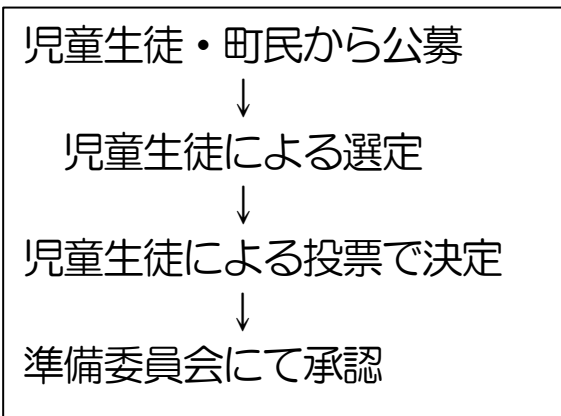 児童生徒・町民から公募
↓
児童生徒による選定
↓
児童生徒による投票で決定
↓
準備委員会にて承認